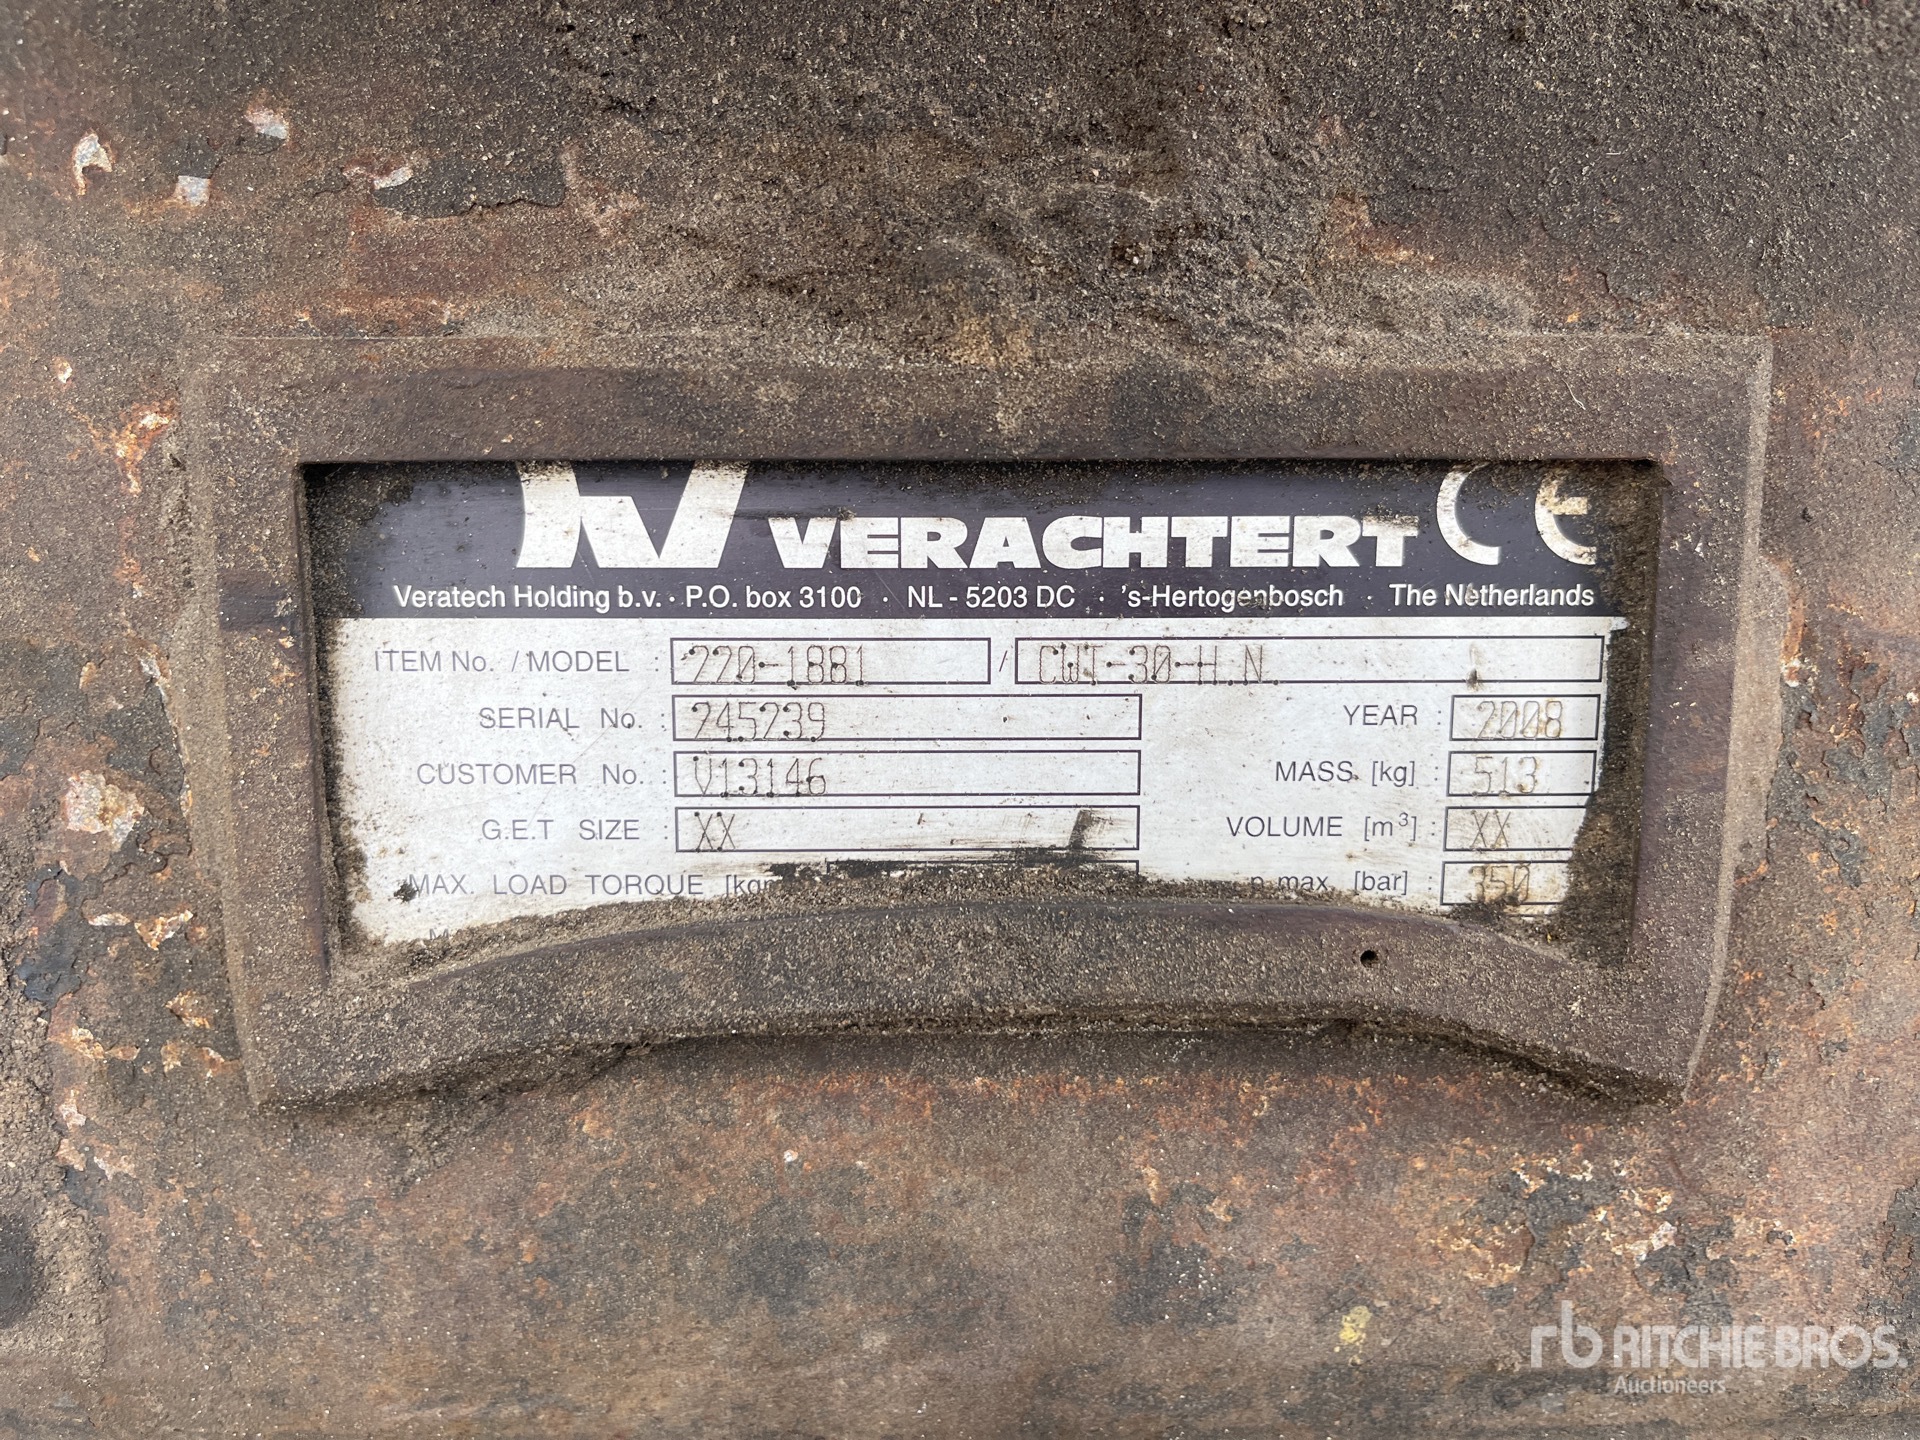 VERACHTERT CE
Veratech Holding b.v. · P.O. box 3100 · NL - 5203 DC · 's-Hertogenbosch · The Netherlands
ITEM No. / MODEL : 220-1881 / CWT-30-H.N.
SERIAL No. : 245239 YEAR : 2008
CUSTOMER No. : V13146 MASS [kg] : 513
G.E.T SIZE : XX VOLUME [m³] : XX
MAX. LOAD TORQUE p max. [bar] : 350
rb RITCHIE BROS.
Auctioneers